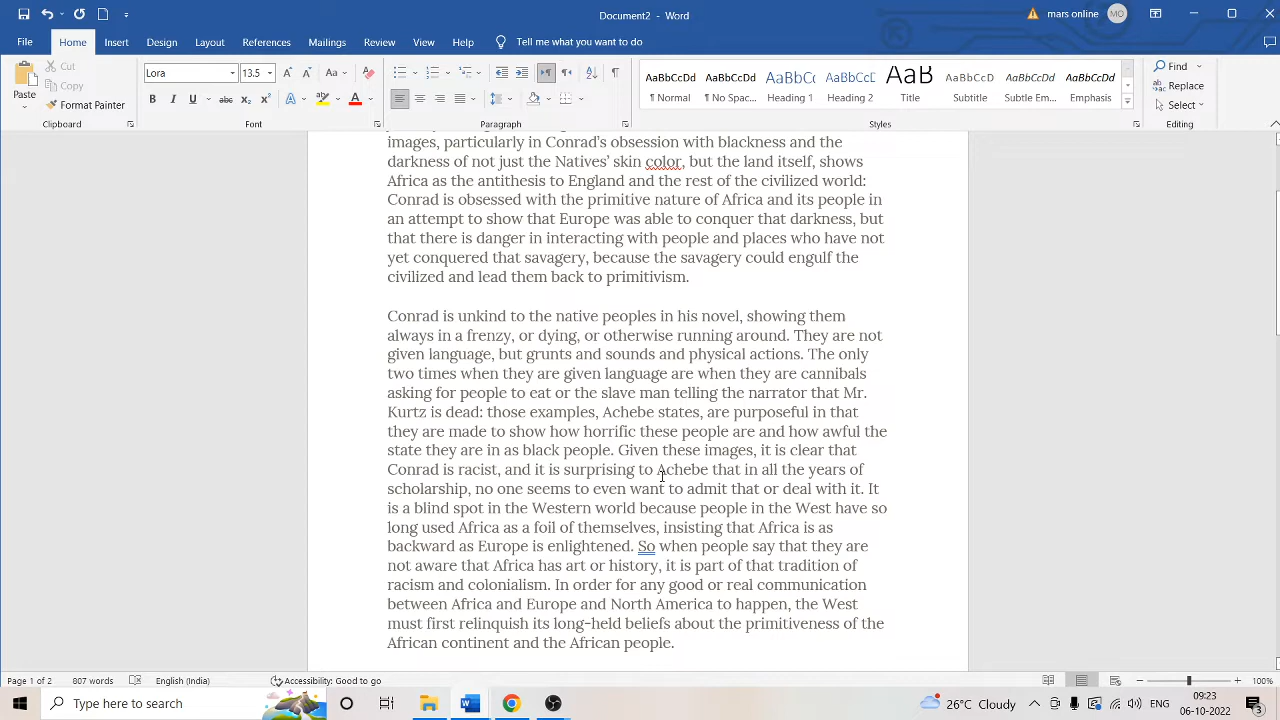 Document2 - Word
mars online
MO
File
Home
Insert
Draw
Design
Layout
References
Mailings
Review
View
Help
Tell me what you want to do
Paste
Cut
Copy
Format Painter
Clipboard
Lora
13.5
Font
Paragraph
AaBbCcDd AaBbCcDd AaBbC( AaBbCcE AaB AaBbCcD AaBbCcDd AaBbCcDd
¶ Normal ¶ No Spac... Heading 1 Heading 2 Title Subtitle Subtle Em... Emphasis
Styles
Find
Replace
Select
Editing
images, particularly in Conrad's obsession with blackness and the
darkness of not just the Natives' skin color, but the land itself, shows
Africa as the antithesis to England and the rest of the civilized world:
Conrad is obsessed with the primitive nature of Africa and its people in
an attempt to show that Europe was able to conquer that darkness, but
that there is danger in interacting with people and places who have not
yet conquered that savagery, because the savagery could engulf the
civilized and lead them back to primitivism.
Conrad is unkind to the native peoples in his novel, showing them
always in a frenzy, or dying, or otherwise running around. They are not
given language, but grunts and sounds and physical actions. The only
two times when they are given language are when they are cannibals
asking for people to eat or the slave man telling the narrator that Mr.
Kurtz is dead: those examples, Achebe states, are purposeful in that
they are made to show how horrific these people are and how awful the
state they are in as black people. Given these images, it is clear that
Conrad is racist, and it is surprising to Achebe that in all the years of
scholarship, no one seems to even want to admit that or deal with it. It
is a blind spot in the Western world because people in the West have so
long used Africa as a foil of themselves, insisting that Africa is as
backward as Europe is enlightened. So when people say that they are
not aware that Africa has art or history, it is part of that tradition of
racism and colonialism. In order for any good or real communication
between Africa and Europe and North America to happen, the West
must first relinquish its long-held beliefs about the primitiveness of the
African continent and the African people.
Page 1 of 2
807 words
English (India)
Accessibility: Good to go
100%
Type here to search
26°C Cloudy
ENG
09:23
06-10-2022
3